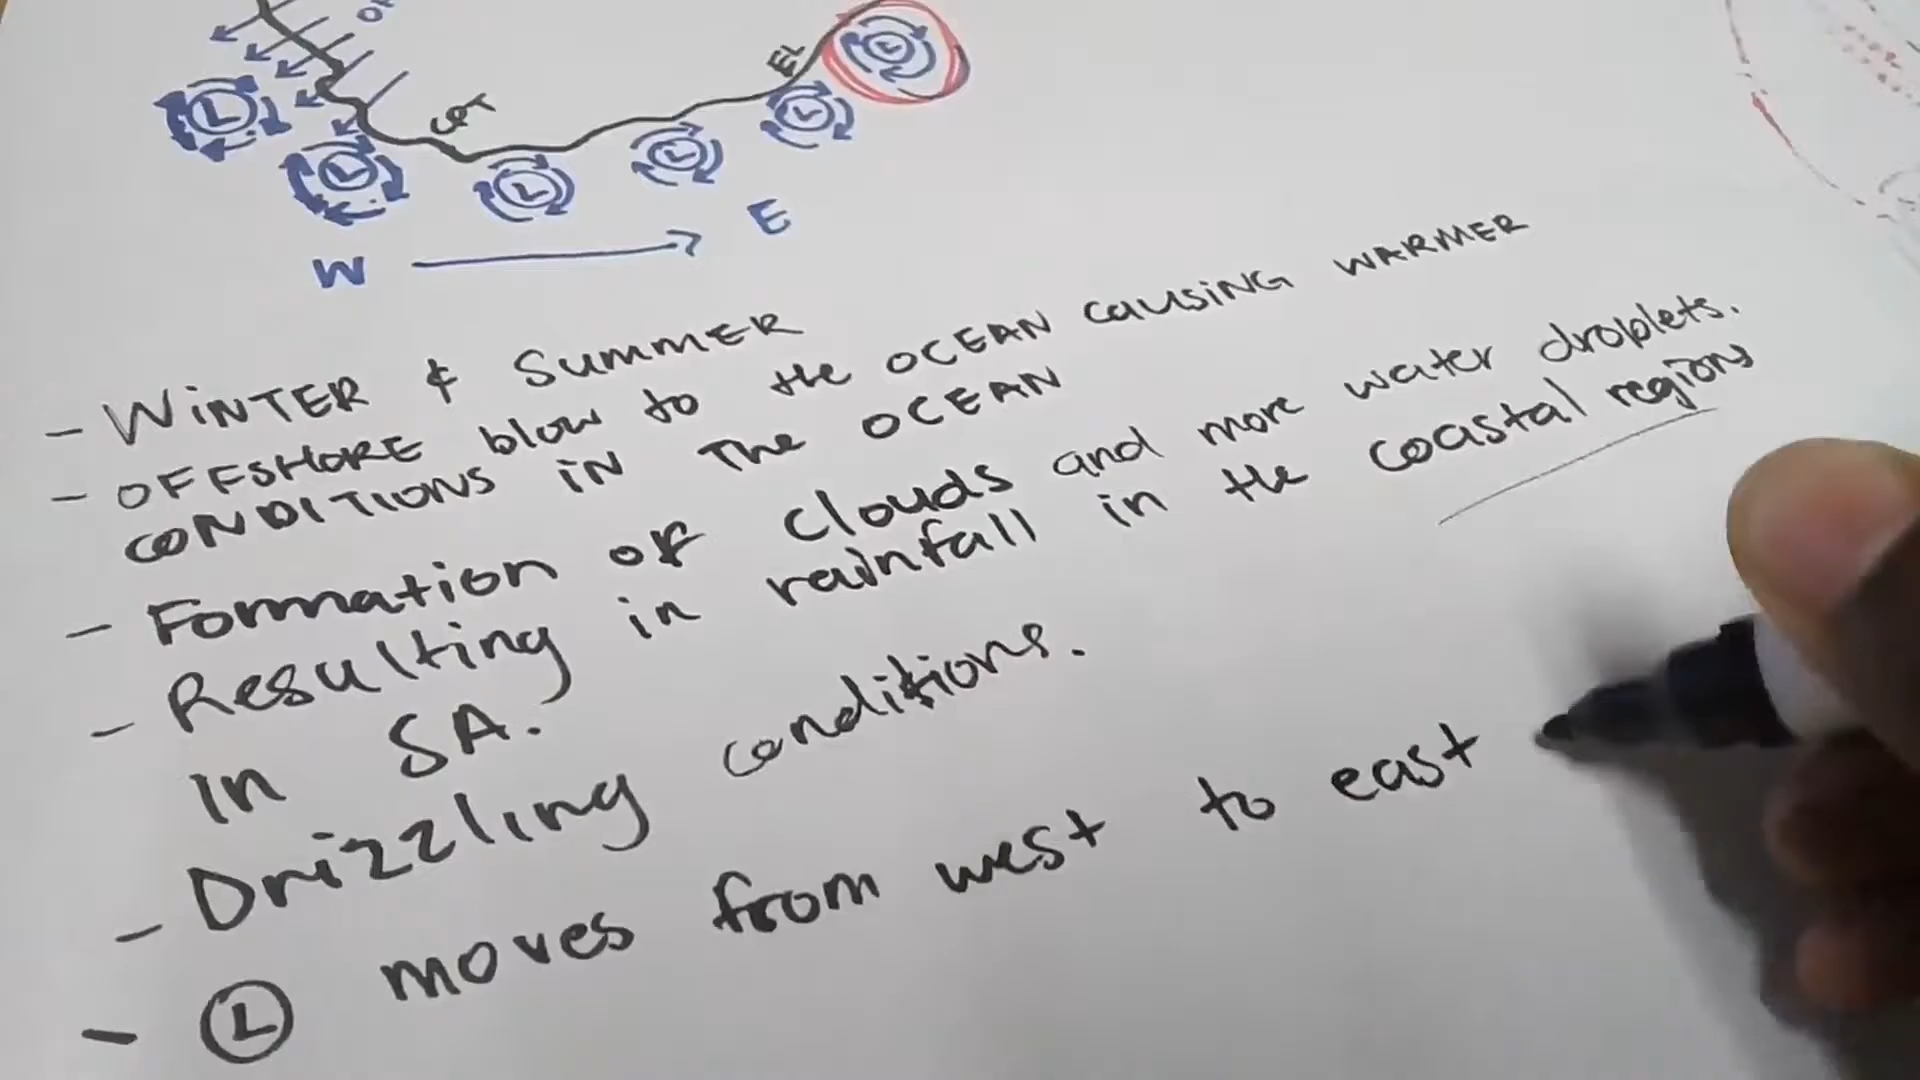 OF
L
L
CPT
L
L
EL
L
L
W → E
- WINTER & SUMMER
- OFFSHORE blow to the OCEAN causing WARMER
CONDITIONS IN The OCEAN
- Formation of Clouds and more water droplets.
- Resulting in rainfall in the coastal regions
In SA.
- Drizzling conditions.
- L moves from west to east